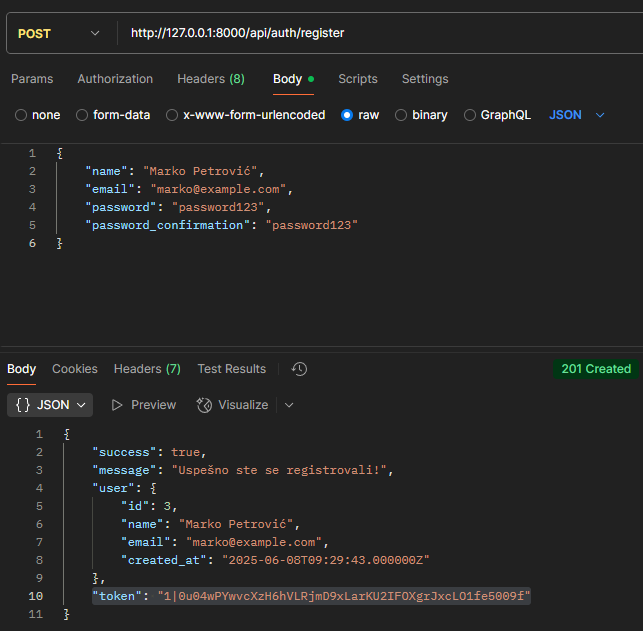 POST http://127.0.0.1:8000/api/auth/register
Params Authorization Headers (8) Body Scripts Settings
none form-data x-www-form-urlencoded raw binary GraphQL JSON
1 {
2 "name": "Marko Petrović",
3 "email": "marko@example.com",
4 "password": "password123",
5 "password_confirmation": "password123"
6 }
Body Cookies Headers (7) Test Results 201 Created
{} JSON Preview Visualize
1 {
2 "success": true,
3 "message": "Uspešno ste se registrovali!",
4 "user": {
5 "id": 3,
6 "name": "Marko Petrović",
7 "email": "marko@example.com",
8 "created_at": "2025-06-08T09:29:43.000000Z"
9 },
10 "token": "1|0u04wPYwvcXzH6hVLRjmD9xLarKU2IFOXgrJxcLO1fe5009f"
11 }